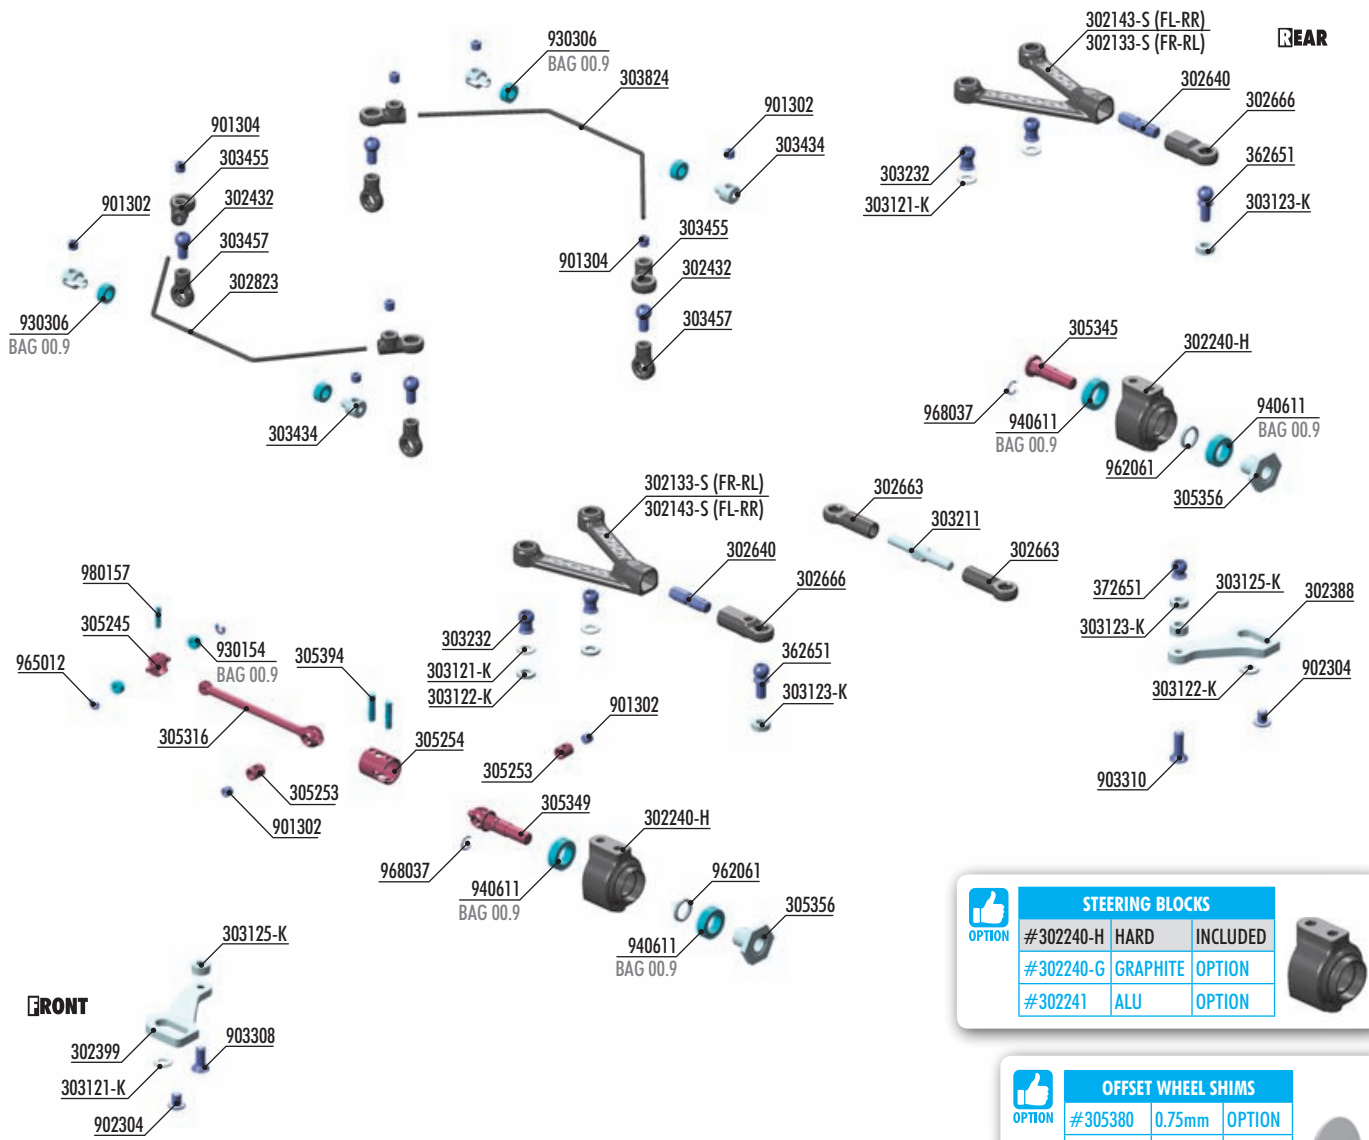 302143-S (FL-RR)
302133-S (FR-RL)
REAR
930306
BAG 00.9
303824
302640
302666
901302
303434
901304
303455
302432
901302
303457
302823
930306
BAG 00.9
303232
303121-K
362651
303123-K
901304
303455
302432
303457
303434
305345
302240-H
968037
940611
BAG 00.9
940611
BAG 00.9
962061
305356
302133-S (FR-RL)
302143-S (FL-RR)
302663
303211
302663
302640
302666
980157
305245
965012
930154
BAG 00.9
305394
303232
303121-K
303122-K
362651
303123-K
372651
303125-K
302388
303123-K
303122-K
902304
903310
305316
305254
901302
305253
305253
901302
305349
302240-H
968037
940611
BAG 00.9
962061
305356
940611
BAG 00.9
303125-K
FRONT
302399
903308
303121-K
902304
OPTION
STEERING BLOCKS
#302240-H HARD INCLUDED
#302240-G GRAPHITE OPTION
#302241 ALU OPTION
OPTION
OFFSET WHEEL SHIMS
#305380 0.75mm OPTION